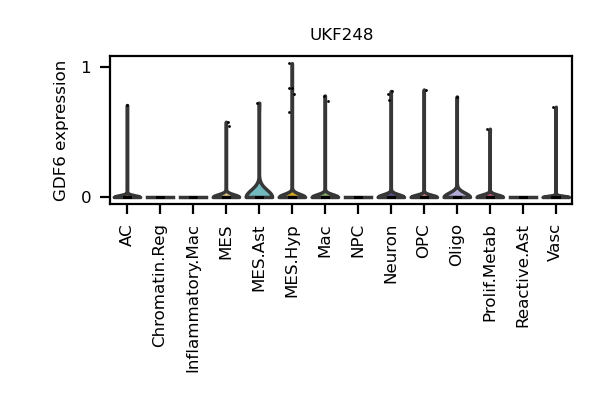 UKF248
GDF6 expression
1
0
AC
Chromatin.Reg
Inflammatory.Mac
MES
MES.Ast
MES.Hyp
Mac
NPC
Neuron
OPC
Oligo
Prolif.Metab
Reactive.Ast
Vasc